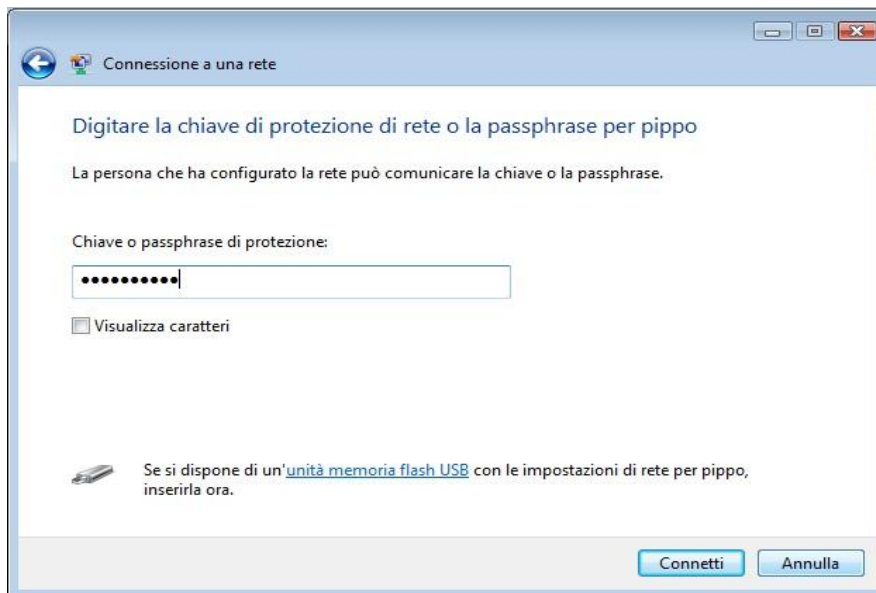 Connessione a una rete
Digitare la chiave di protezione di rete o la passphrase per pippo
La persona che ha configurato la rete può comunicare la chiave o la passphrase.
Chiave o passphrase di protezione:
••••••••••
Visualizza caratteri
Se si dispone di un'unità memoria flash USB con le impostazioni di rete per pippo,
inserirla ora.
Connetti Annulla